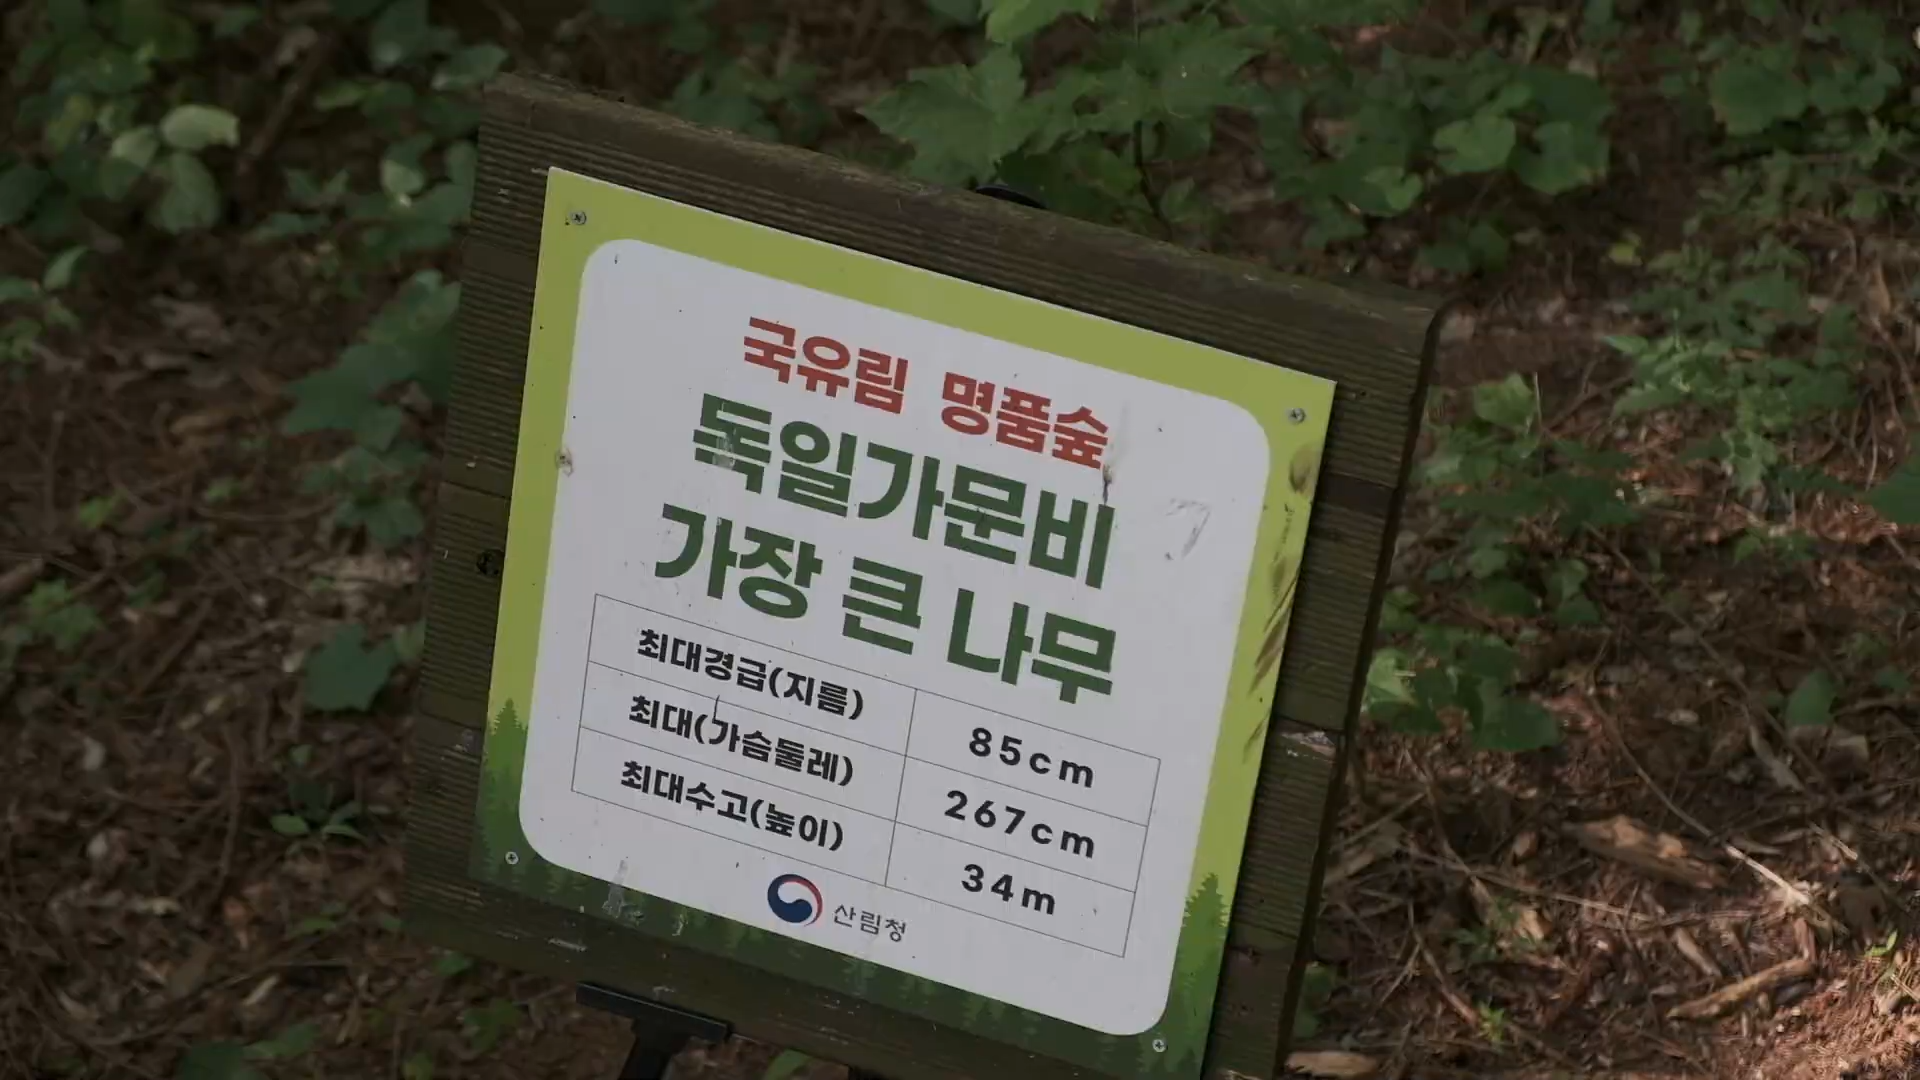 국유림 명품숲
독일가문비
가장 큰 나무
최대경급(지름) 85cm
최대(가슴둘레) 267cm
최대수고(높이) 34m
산림청